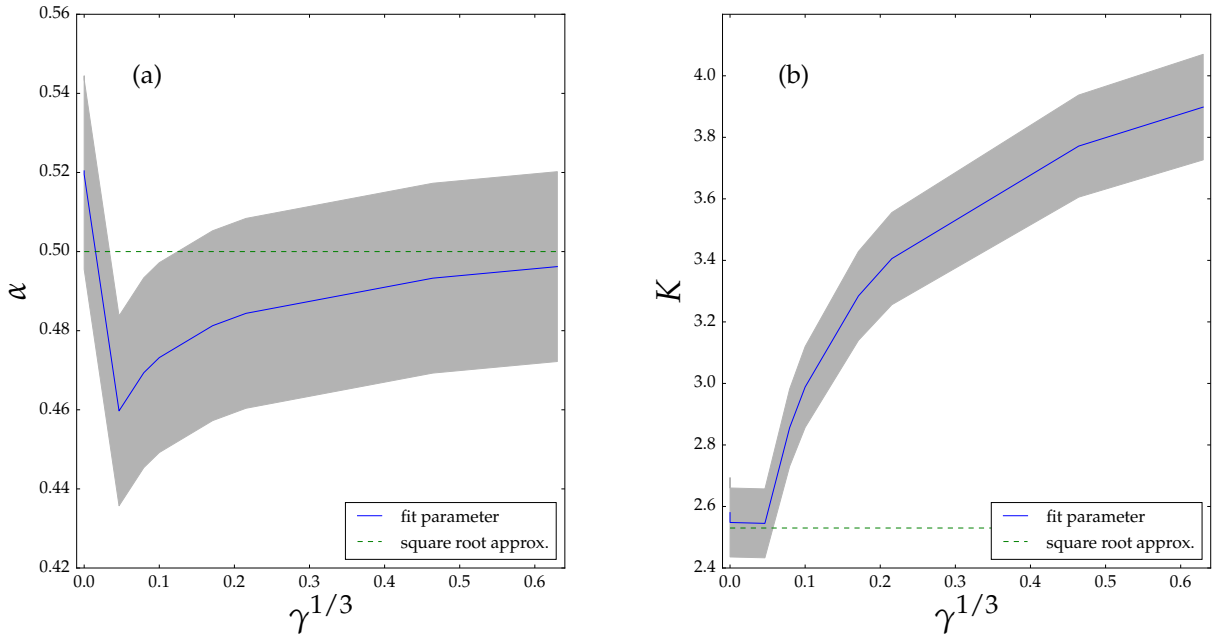 (a)
α
0.56
0.54
0.52
0.50
0.48
0.46
0.44
0.42
0.0 0.1 0.2 0.3 0.4 0.5 0.6
γ^{1/3}
fit parameter
square root approx.
(b)
K
4.0
3.8
3.6
3.4
3.2
3.0
2.8
2.6
2.4
0.0 0.1 0.2 0.3 0.4 0.5 0.6
γ^{1/3}
fit parameter
square root approx.